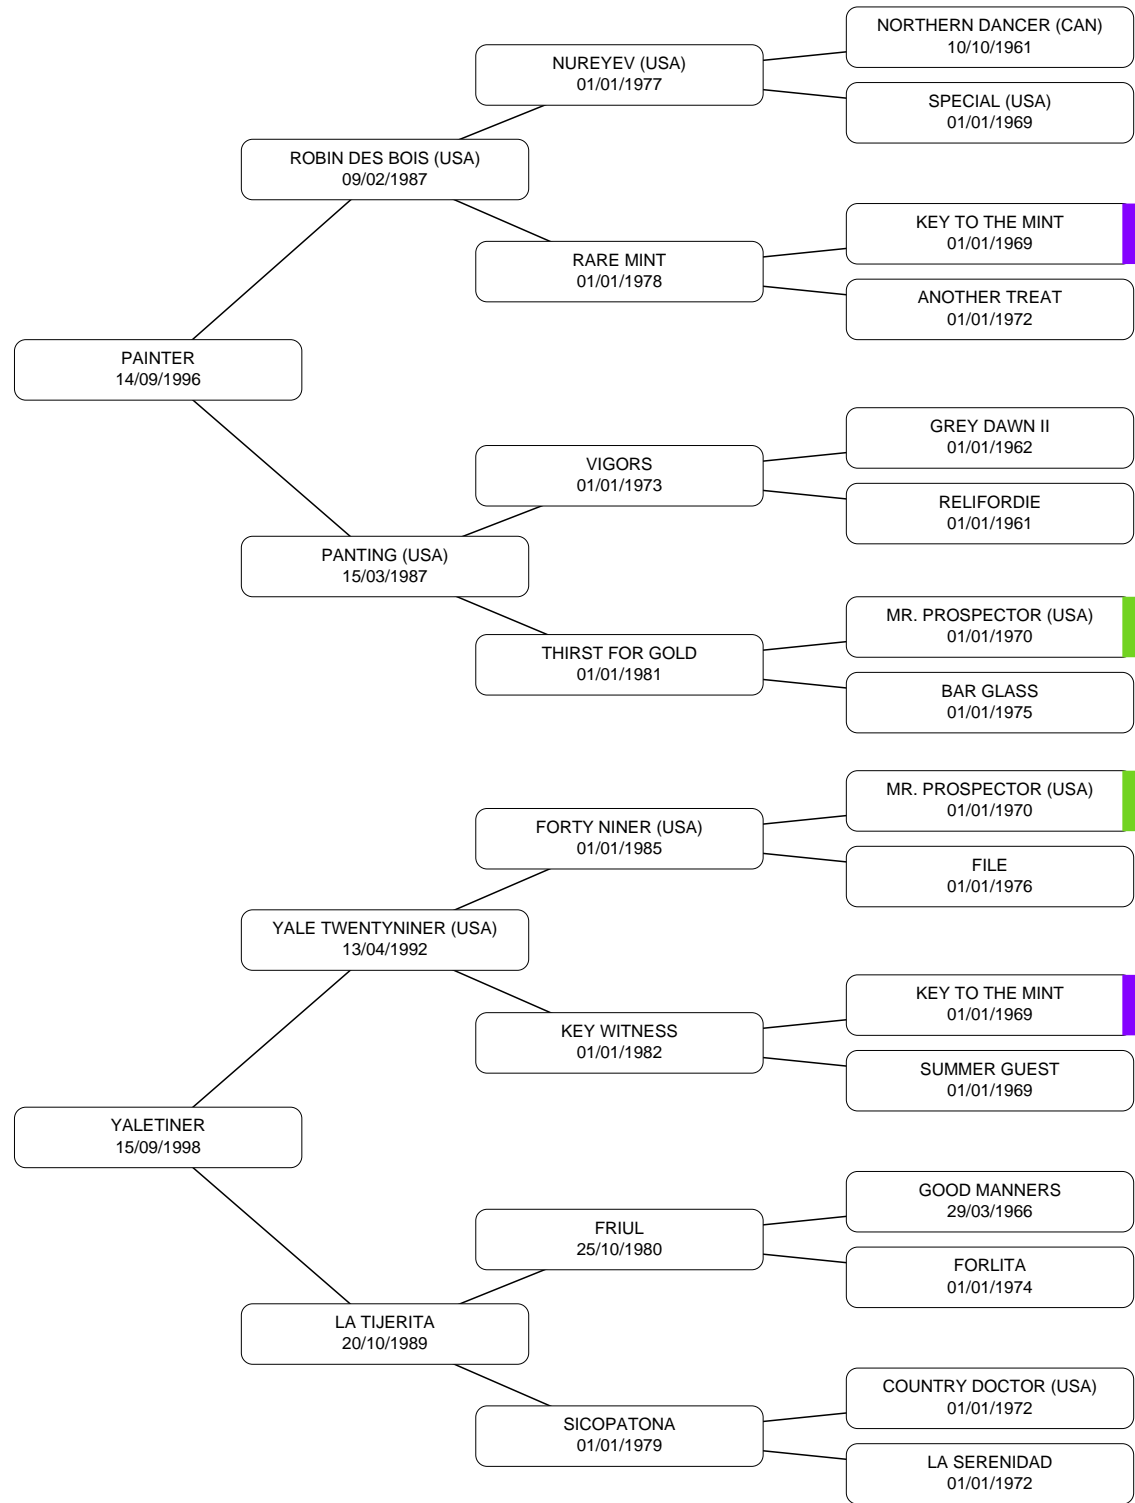 NORTHERN DANCER (CAN)
10/10/1961
NUREYEV (USA)
01/01/1977
SPECIAL (USA)
01/01/1969
ROBIN DES BOIS (USA)
09/02/1987
KEY TO THE MINT
01/01/1969
RARE MINT
01/01/1978
ANOTHER TREAT
01/01/1972
PAINTER
14/09/1996
GREY DAWN II
01/01/1962
VIGORS
01/01/1973
RELIFORDIE
01/01/1961
PANTING (USA)
15/03/1987
MR. PROSPECTOR (USA)
01/01/1970
THIRST FOR GOLD
01/01/1981
BAR GLASS
01/01/1975
MR. PROSPECTOR (USA)
01/01/1970
FORTY NINER (USA)
01/01/1985
FILE
01/01/1976
YALE TWENTYNINER (USA)
13/04/1992
KEY TO THE MINT
01/01/1969
KEY WITNESS
01/01/1982
SUMMER GUEST
01/01/1969
YALETINER
15/09/1998
GOOD MANNERS
29/03/1966
FRIUL
25/10/1980
FORLITA
01/01/1974
LA TIJERITA
20/10/1989
COUNTRY DOCTOR (USA)
01/01/1972
SICOPATONA
01/01/1979
LA SERENIDAD
01/01/1972